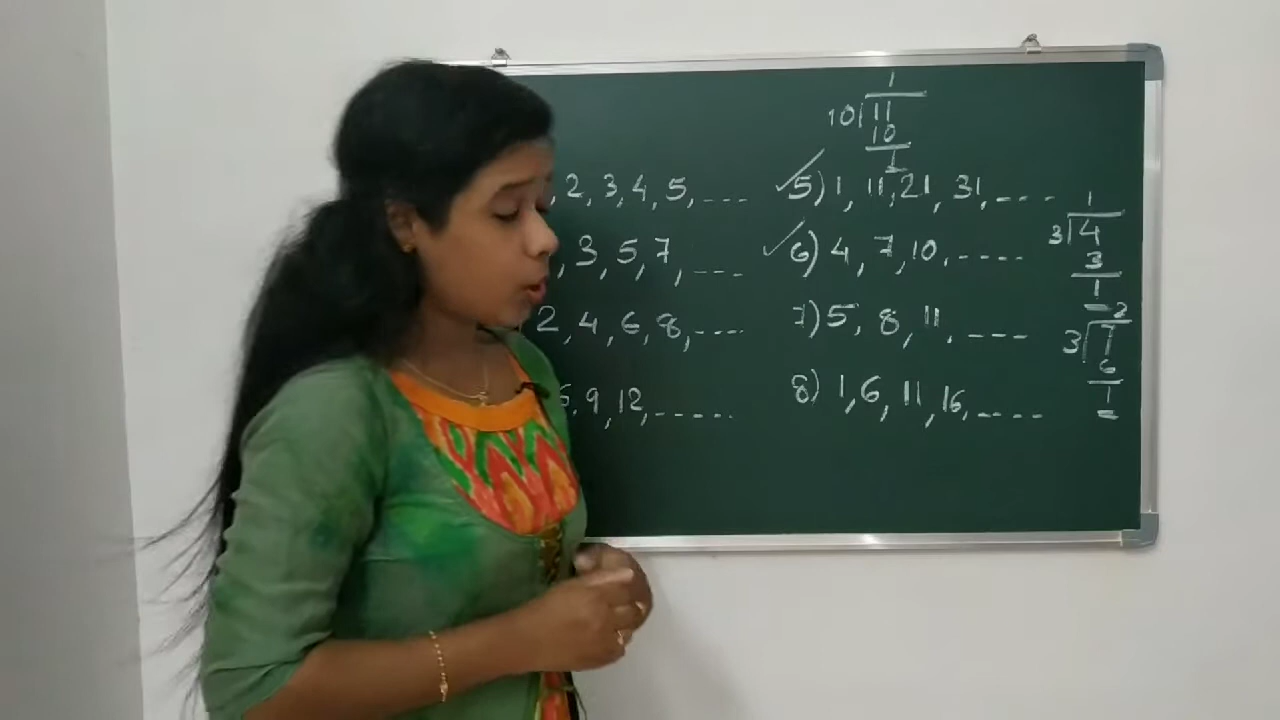 1
10 11
10
1
, 2, 3, 4, 5, ---
5) 1, 11, 21, 31, ----
, 3, 5, 7, ---
6) 4, 7, 10, ----
1
3 4
3
1
2, 4, 6, 8, ----
7) 5, 8, 11, ----
2
3 7
6
1
6, 9, 12, -----
8) 1, 6, 11, 16, ----